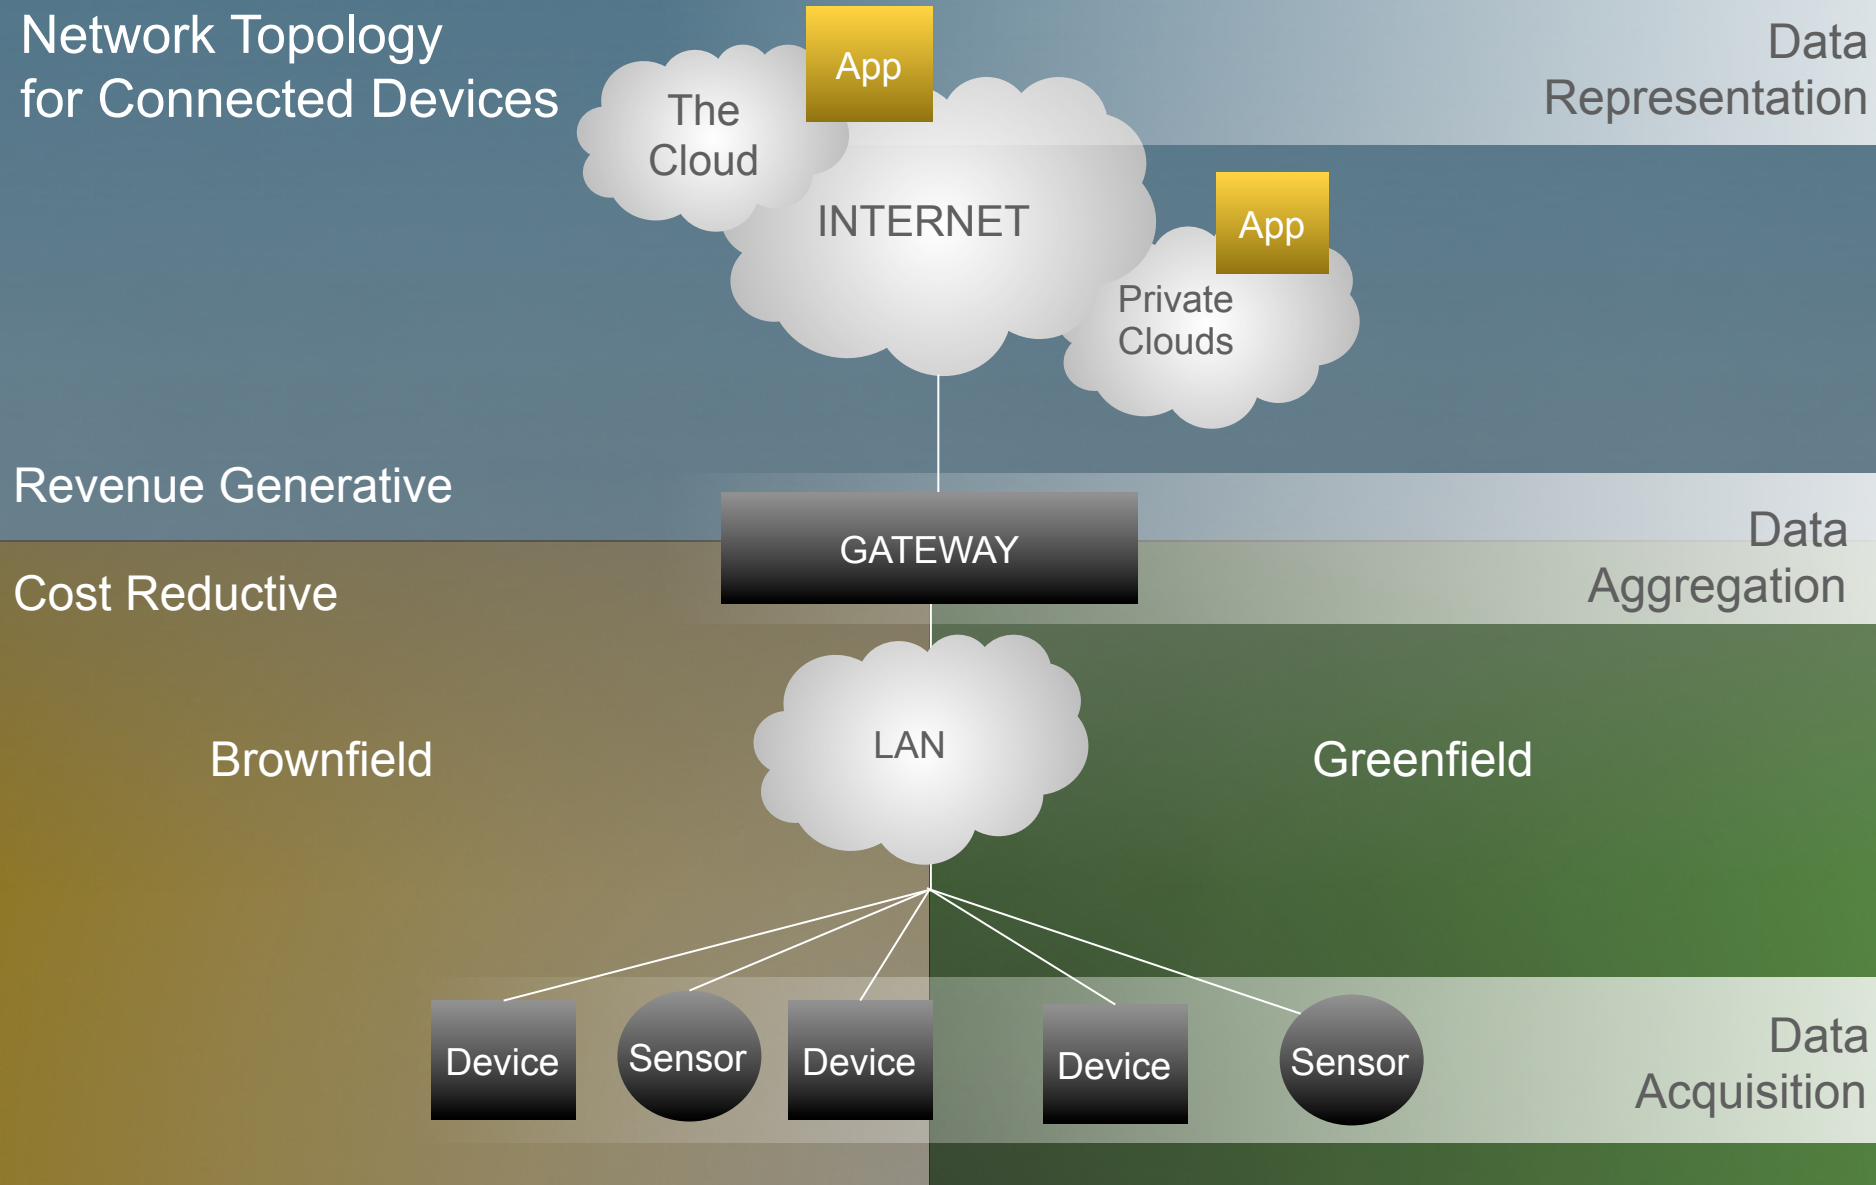 Network Topology
for Connected Devices
App
The
Cloud
Data
Representation
INTERNET
App
Private
Clouds
Revenue Generative
GATEWAY
Data
Aggregation
Cost Reductive
Brownfield
LAN
Greenfield
Device
Sensor
Device
Device
Sensor
Data
Acquisition